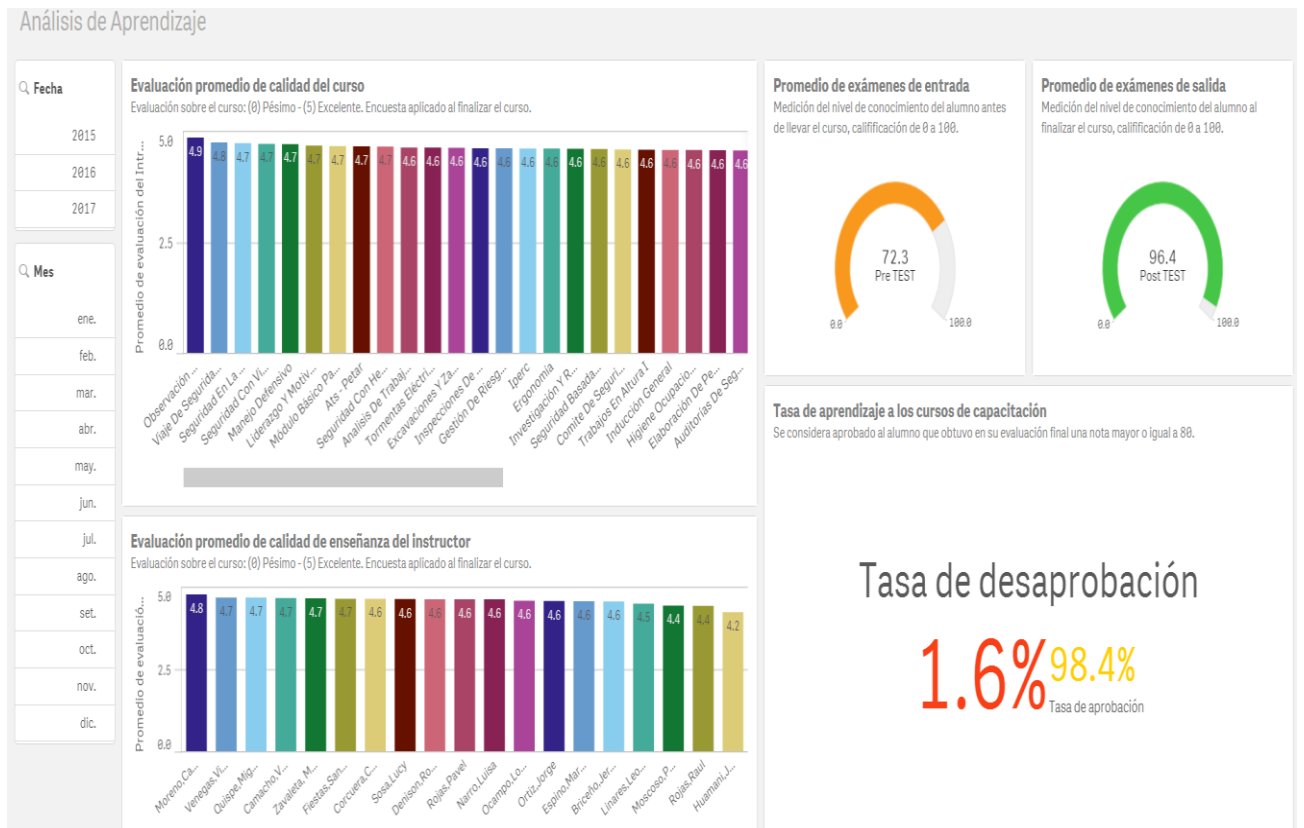 Análisis de Aprendizaje
Fecha
2015
2016
2017
Mes
ene.
feb.
mar.
abr.
may.
jun.
jul.
ago.
set.
oct.
nov.
dic.
Evaluación promedio de calidad del curso
Evaluación sobre el curso: (0) Pésimo - (5) Excelente. Encuesta aplicado al finalizar el curso.
Promedio de evaluación del Intr...
5.0
2.5
0.0
4.9 4.8 4.7 4.7 4.7 4.7 4.7 4.7 4.7 4.6 4.6 4.6 4.6 4.6 4.6 4.6 4.6 4.6 4.6 4.6 4.6 4.6 4.6 4.6
Observación ...
Viaje De Segurida...
Seguridad En La ...
Seguridad Con Vi...
Manejo Defensivo
Liderazgo Y Motiv...
Módulo Básico Pa...
Ats -Petar
Seguridad Con He...
Analisis De Trabaj...
Tormentas Eléctri...
Excavaciones Y Za...
Inspecciones De ...
Gestión De Riesg...
Iperc
Ergonomía
Investigación Y R...
Seguridad Basada...
Comite De Seguri...
Trabajos En Altura I
Inducción General
Higiene Ocupacio...
Elaboración De Pe...
Auditorías De Seg...
Evaluación promedio de calidad de enseñanza del instructor
Evaluación sobre el curso: (0) Pésimo - (5) Excelente. Encuesta aplicado al finalizar el curso.
Promedio de evaluació...
5.0
2.5
0.0
4.8 4.7 4.7 4.7 4.7 4.7 4.6 4.6 4.6 4.6 4.6 4.6 4.6 4.6 4.6 4.5 4.4 4.4 4.2
Moreno,Ca...
Venegas,Vi...
Quispe,Mig...
Camacho,V...
Zavaleta, M...
Fiestas,San...
Corcuera,C...
Sosa,Lucy
Denison,Ro...
Rojas,Pavel
Narro,Luisa
Ocampo,Lo...
Ortiz,Jorge
Espino,Mar...
Briceño,Jer...
Linares,Leo...
Moscoso,P...
Rojas,Raul
Huamani,J...
Promedio de exámenes de entrada
Medición del nivel de conocimiento del alumno antes
de llevar el curso, califificación de 0 a 100.
72.3
Pre TEST
0.0
100.0
Promedio de exámenes de salida
Medición del nivel de conocimiento del alumno al
finalizar el curso, califificación de 0 a 100.
96.4
Post TEST
0.0
100.0
Tasa de aprendizaje a los cursos de capacitación
Se considera aprobado al alumno que obtuvo en su evaluación final una nota mayor o igual a 80.
Tasa de desaprobación
1.6% 98.4%
Tasa de aprobación